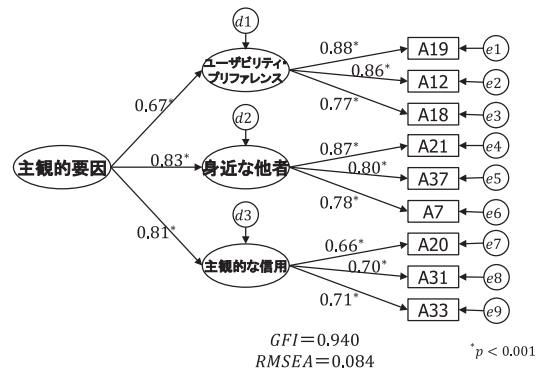 d1
ユーザビリティ・
プリファレンス
0.88*
A19
e1
0.86*
A12
e2
0.77*
A18
e3
0.67*
d2
主観的要因
0.83*
身近な他者
0.87*
A21
e4
0.80*
A37
e5
0.78*
A7
e6
0.81*
d3
主観的な信用
0.66*
A20
e7
0.70*
A31
e8
0.71*
A33
e9
GFI=0.940
RMSEA=0.084
*p < 0.001